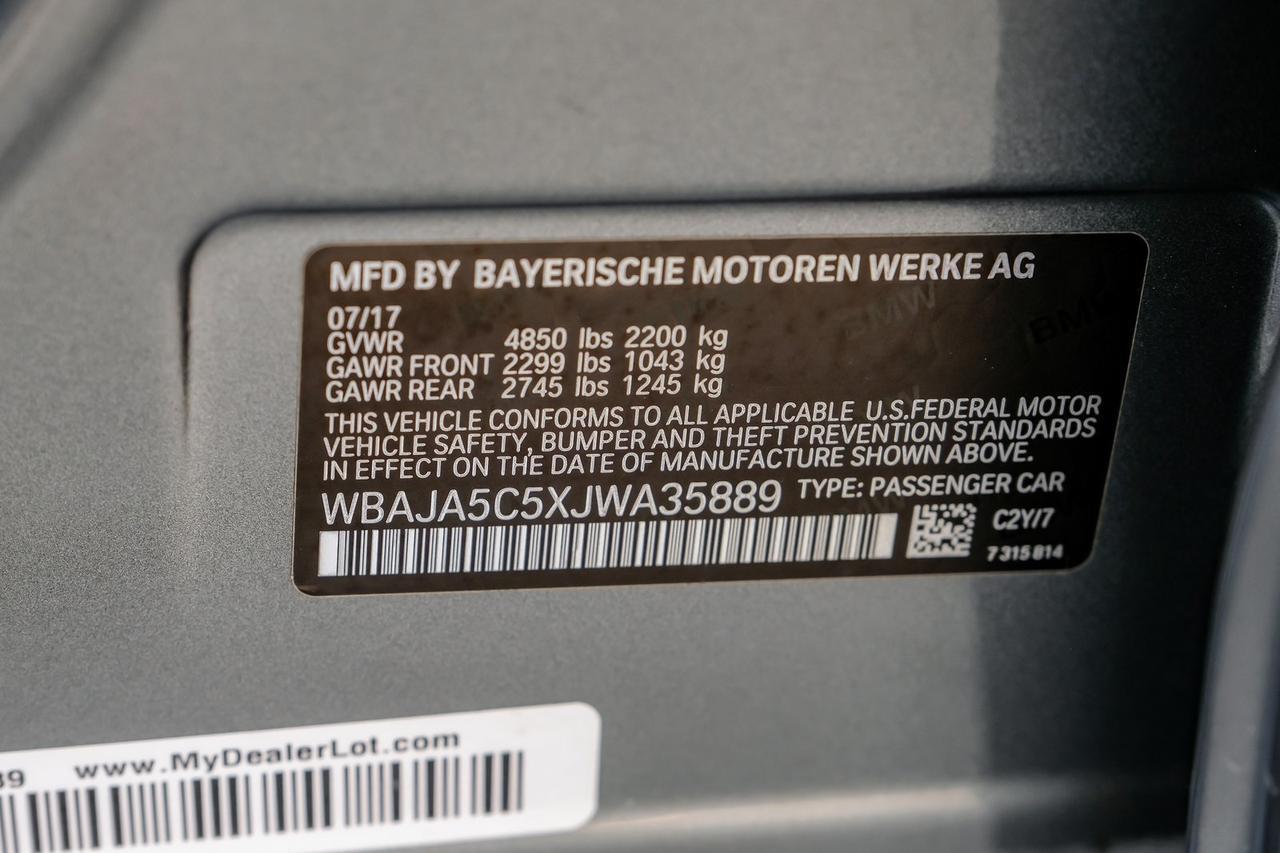 MFD BY BAYERISCHE MOTOREN WERKE AG
07/17
GVWR 4850 lbs 2200 kg
GAWR FRONT 2299 lbs 1043 kg
GAWR REAR 2745 lbs 1245 kg
THIS VEHICLE CONFORMS TO ALL APPLICABLE U.S.FEDERAL MOTOR
VEHICLE SAFETY, BUMPER AND THEFT PREVENTION STANDARDS
IN EFFECT ON THE DATE OF MANUFACTURE SHOWN ABOVE.
WBAJA5C5XJWA35889 TYPE: PASSENGER CAR
C2Y/7
7315814
BMW
BMW
89 www.MyDealerLot.com